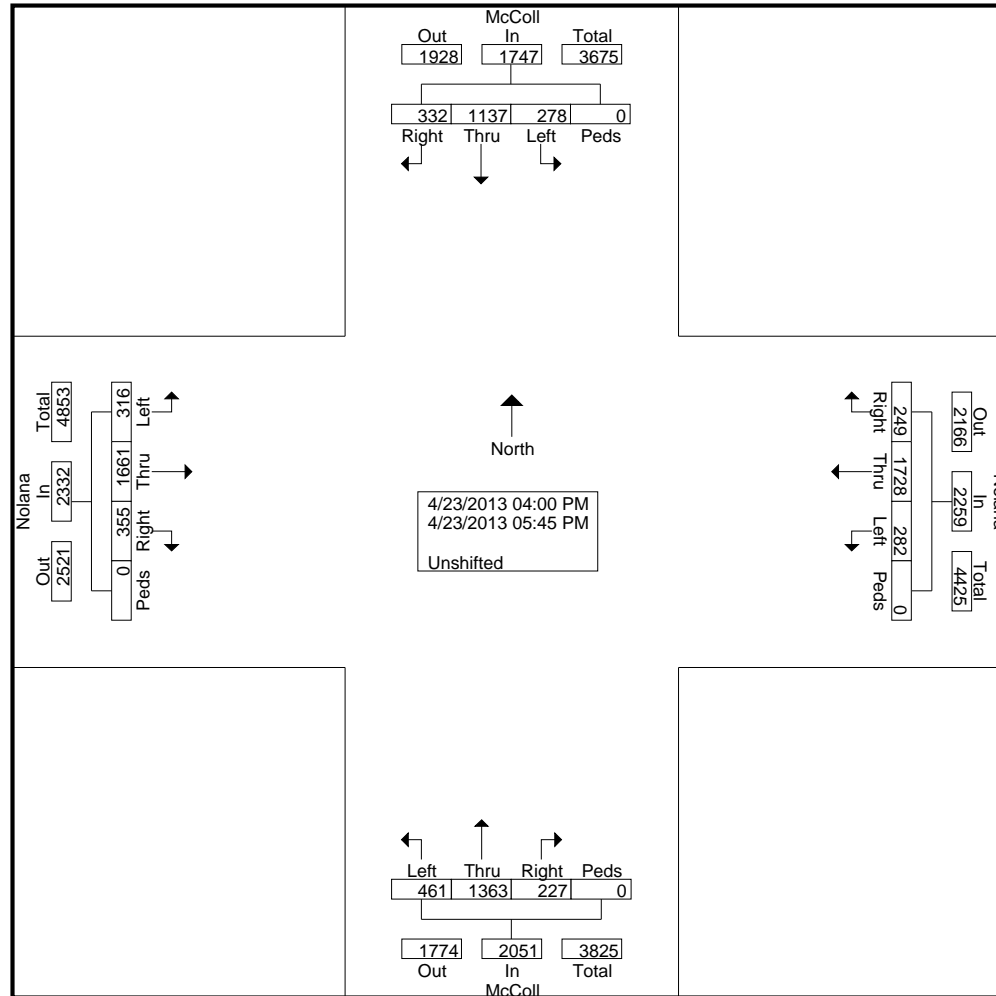 McColl
Out In Total
1928 1747 3675
332 1137 278 0
Right Thru Left Peds
Nolana
Total In Out
4853 2332 2521
316 1661 355 0
Left Thru Right Peds
North
4/23/2013 04:00 PM
4/23/2013 05:45 PM
Unshifted
Right Thru Left Peds
249 1728 282 0
Out In Total
2166 2259 4425
Nolana
Left Thru Right Peds
461 1363 227 0
1774 2051 3825
Out In Total
McColl